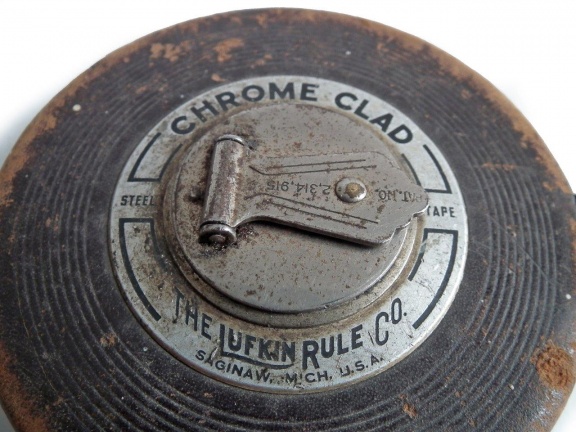 CHROME CLAD
STEEL TAPE
PAT. NO. 2,314,915
THE LUFKIN RULE CO.
SAGINAW, MICH. U.S.A.